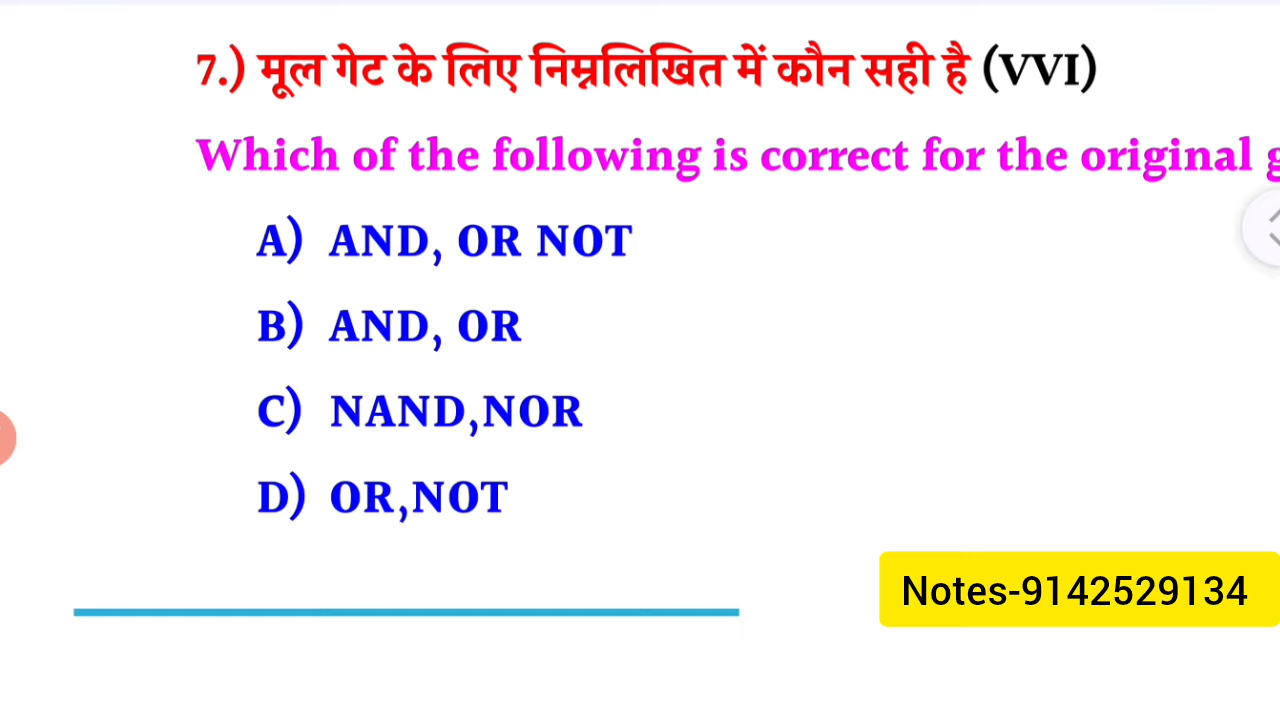 7.) मूल गेट के लिए निम्नलिखित में कौन सही है (VVI)
Which of the following is correct for the original
A) AND, OR NOT
B) AND, OR
C) NAND,NOR
D) OR,NOT
Notes-9142529134